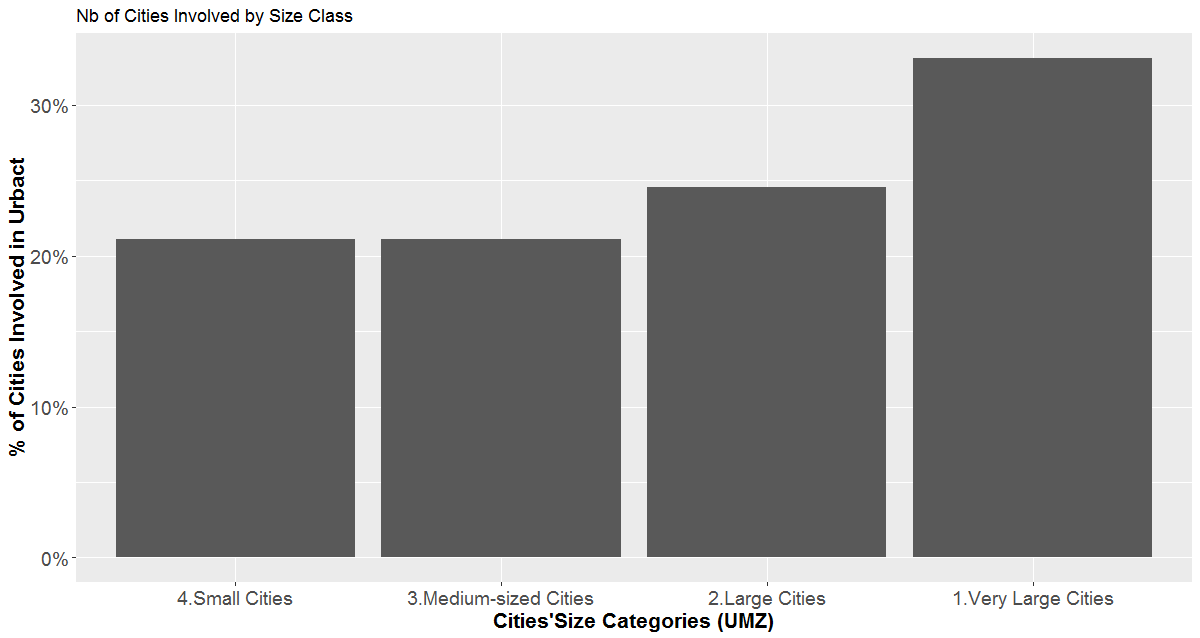 Nb of Cities Involved by Size Class
% of Cities Involved in Urbact
30%
20%
10%
0%
4.Small Cities
3.Medium-sized Cities
2.Large Cities
1.Very Large Cities
Cities'Size Categories (UMZ)